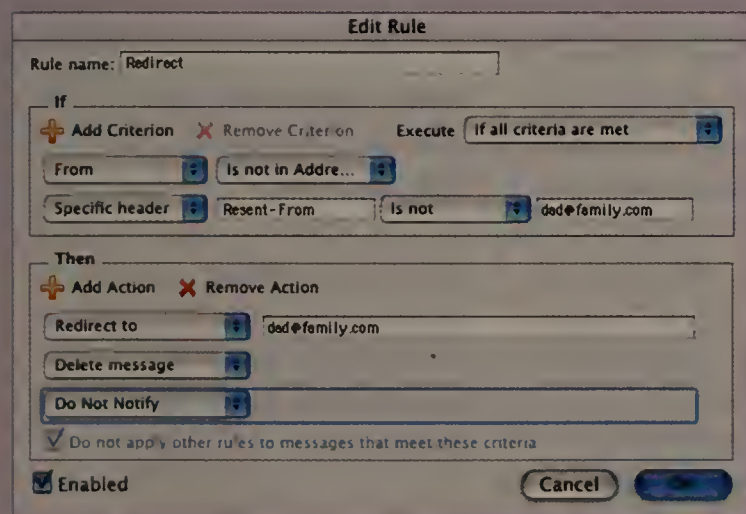 Edit Rule
Rule name: Redirect
If
Add Criterion Remove Criterion Execute If all criteria are met
From Is not in Addre...
Specific header Resent-From Is not dad@family.com
Then
Add Action Remove Action
Redirect to dad@family.com
Delete message
Do Not Notify
Do not apply other rules to messages that meet these criteria
Enabled Cancel